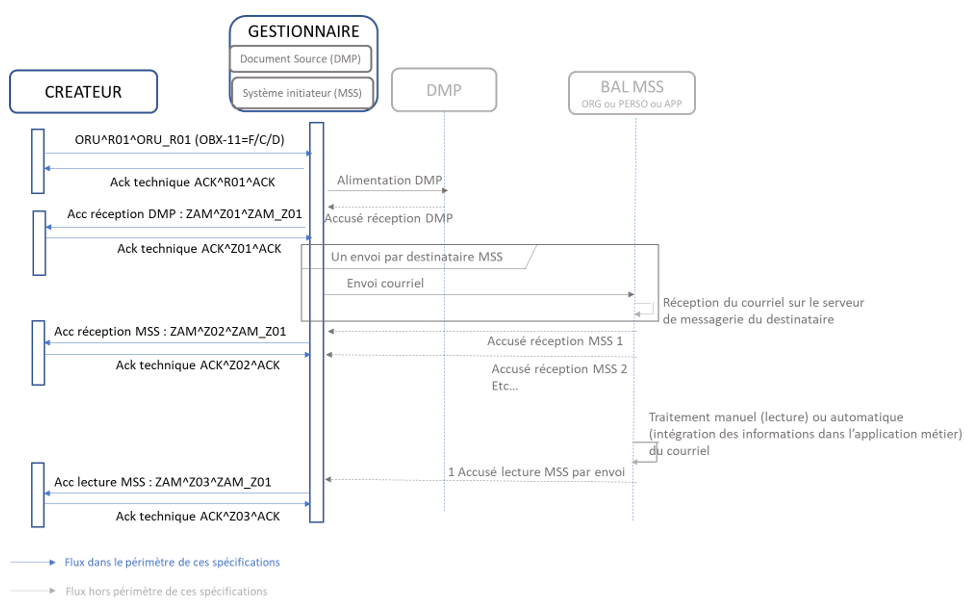 GESTIONNAIRE
Document Source (DMP)
Système initiateur (MSS)
CREATEUR
DMP
BAL MSS
ORG ou PERSO ou APP
ORU^R01^ORU_R01 (OBX-11=F/C/D)
Ack technique ACK^R01^ACK
Alimentation DMP
Acc réception DMP : ZAM^Z01^ZAM_Z01
Accusé réception DMP
Ack technique ACK^Z01^ACK
Un envoi par destinataire MSS
Envoi courriel
Réception du courriel sur le serveur
de messagerie du destinataire
Acc réception MSS : ZAM^Z02^ZAM_Z01
Accusé réception MSS 1
Ack technique ACK^Z02^ACK
Accusé réception MSS 2
Etc...
Traitement manuel (lecture) ou automatique
(intégration des informations dans l'application métier)
du courriel
1 Accusé lecture MSS par envoi
Acc lecture MSS : ZAM^Z03^ZAM_Z01
Ack technique ACK^Z03^ACK
Flux dans le périmètre de ces spécifications
Flux hors périmètre de ces spécifications